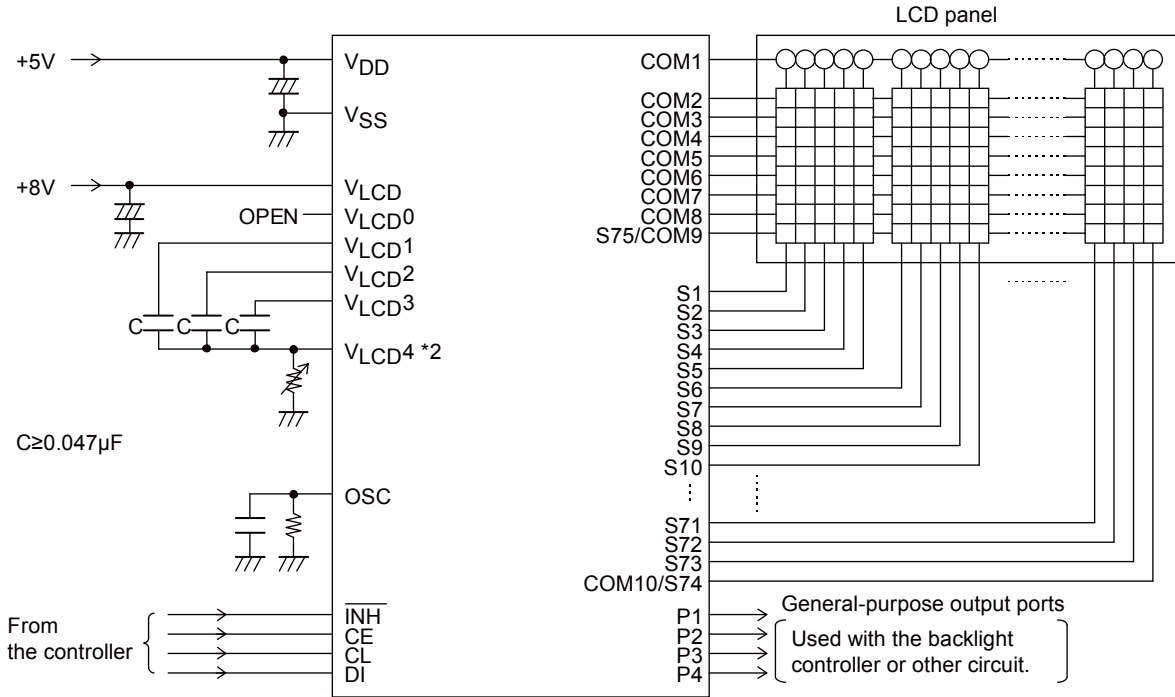 LCD panel
+5V
VDD
COM1
VSS
COM2
COM3
COM4
COM5
COM6
COM7
COM8
S75/COM9
+8V
VLCD
OPEN
VLCD0
VLCD1
VLCD2
VLCD3
C
C
C
VLCD4 *2
C≥0.047μF
OSC
S1
S2
S3
S4
S5
S6
S7
S8
S9
S10
S71
S72
S73
COM10/S74
From
the controller
INH
CE
CL
DI
P1
P2
P3
P4
General-purpose output ports
Used with the backlight
controller or other circuit.